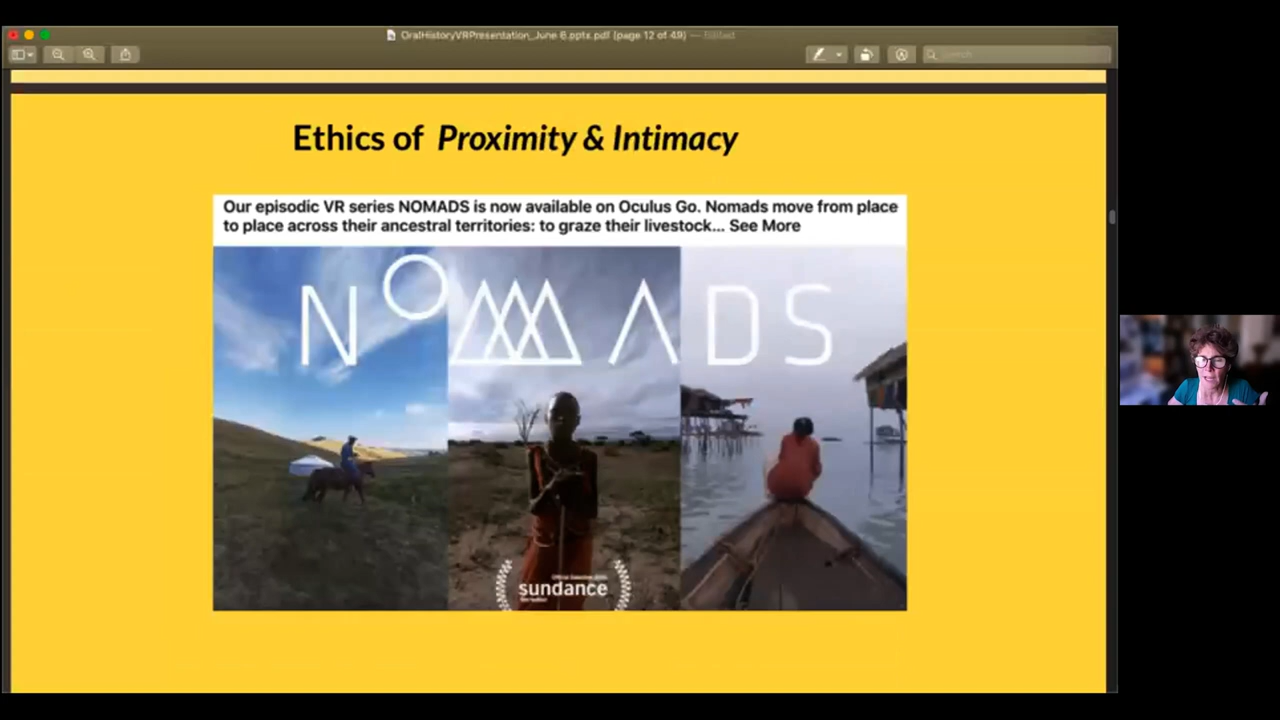 OralHistoryVRPresentation_June 6.pptx.pdf (page 12 of 49) — Edited
Search
Ethics of Proximity & Intimacy
Our episodic VR series NOMADS is now available on Oculus Go. Nomads move from place
to place across their ancestral territories: to graze their livestock... See More
NOMADS
sundance